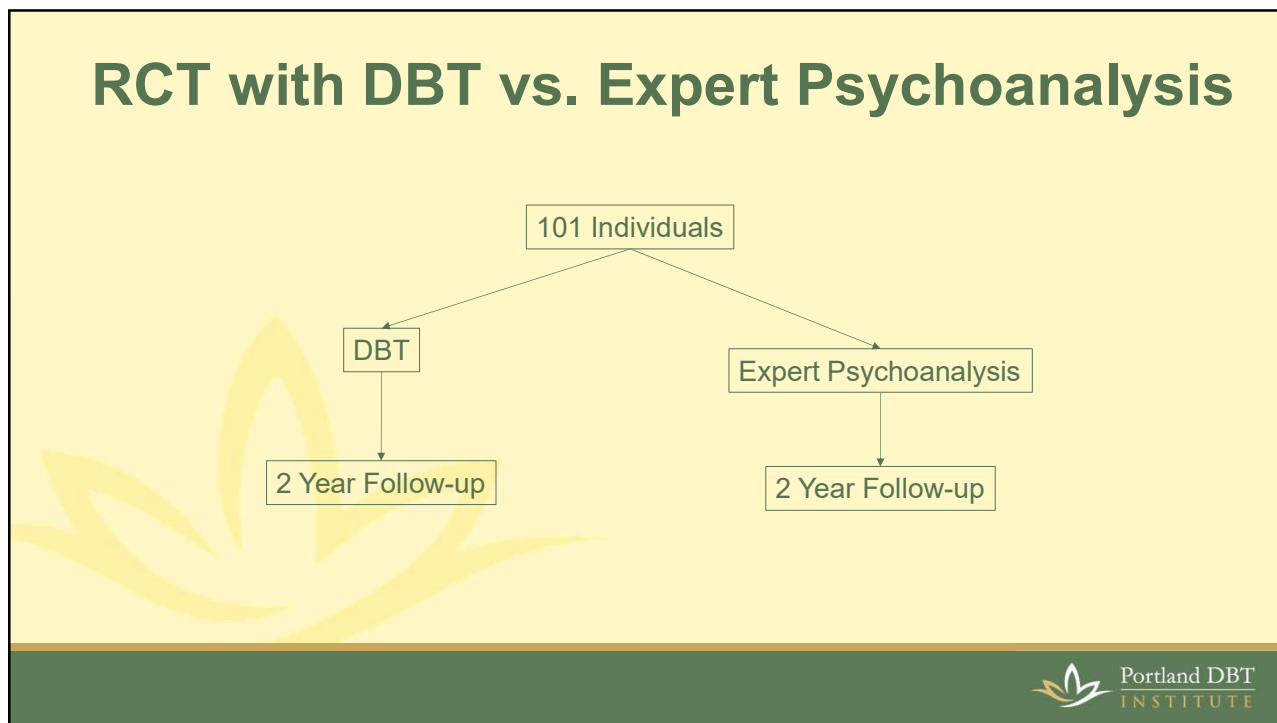 RCT with DBT vs. Expert Psychoanalysis
101 Individuals
DBT
Expert Psychoanalysis
2 Year Follow-up
2 Year Follow-up
Portland DBT
INSTITUTE